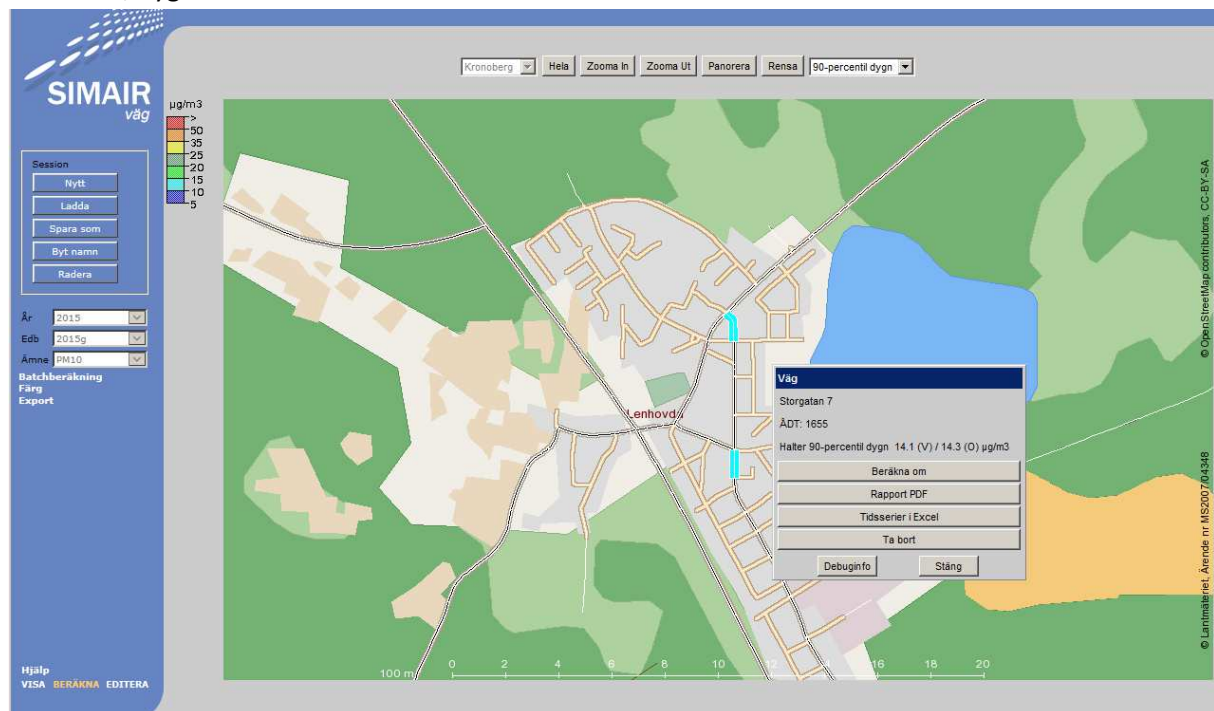 SIMAIR
väg
Kronoberg Hela Zooma In Zooma Ut Panorera Rensa 90-percentil dygn
µg/m3
>
50
35
25
20
15
10
5
Session
Nytt
Ladda
Spara som
Byt namn
Radera
År 2015
Edb 2015g
Ämne PM10
Batchberäkning
Färg
Export
Lenhovda
Väg
Storgatan 7
ÅDT: 1655
Halter 90-percentil dygn 14.1 (V) / 14.3 (O) µg/m3
Beräkna om
Rapport PDF
Tidsserier i Excel
Ta bort
Debuginfo Stäng
© OpenStreetMap contributors, CC-BY-SA
© Lantmäteriet, Ärende nr MS2007/04348
100 m 0 2 4 6 8 10 12 14 16 18 20
Hjälp
VISA BERÄKNA EDITERA